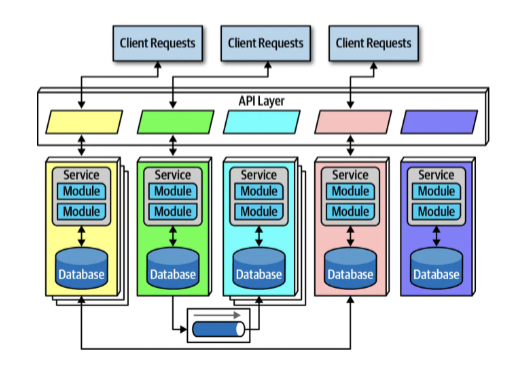 Client Requests
Client Requests
Client Requests
API Layer
Service
Module
Module
Database
Service
Module
Module
Database
Service
Module
Module
Database
Service
Module
Module
Database
Service
Module
Module
Database